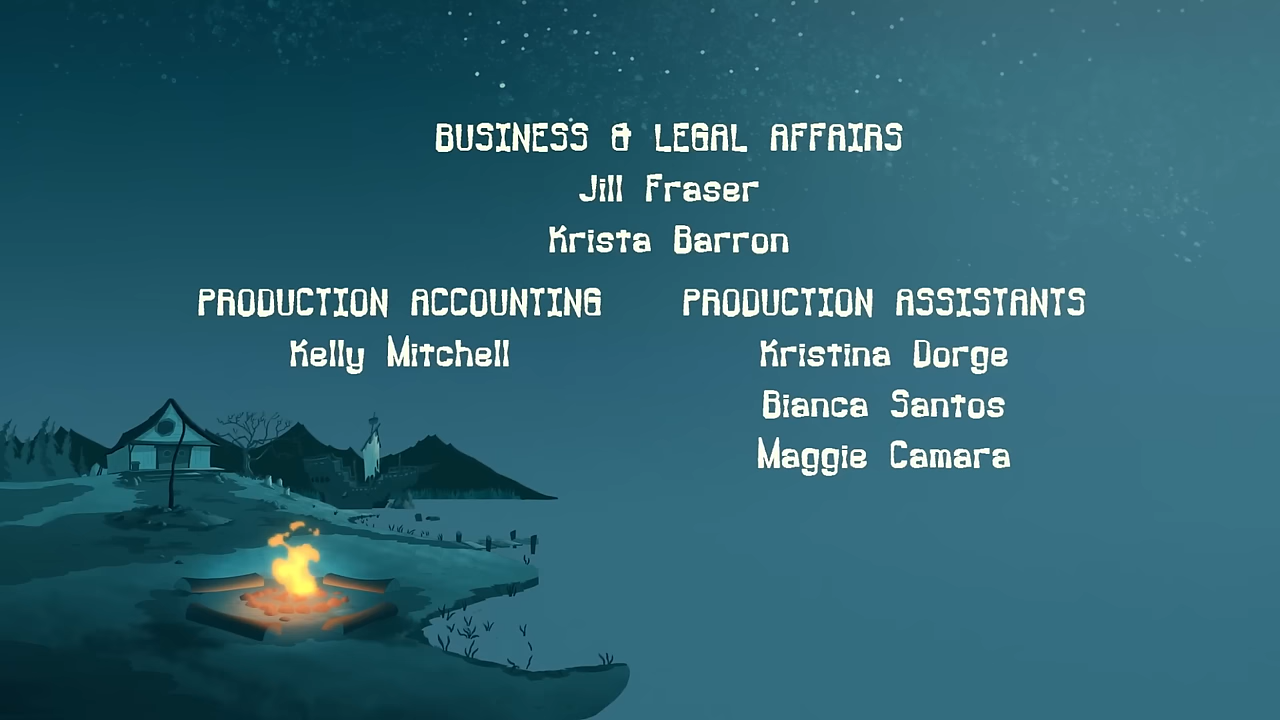 BUSINESS & LEGAL AFFAIRS
Jill Fraser
Krista Barron
PRODUCTION ACCOUNTING
Kelly Mitchell
PRODUCTION ASSISTANTS
Kristina Dorge
Bianca Santos
Maggie Camara